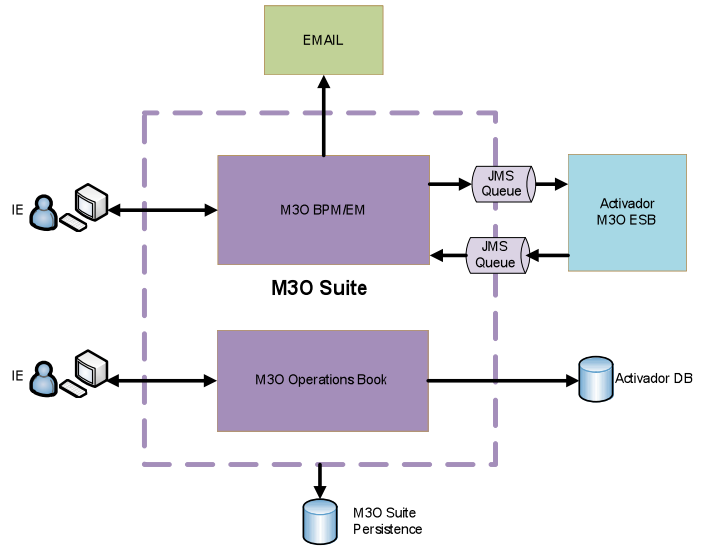 EMAIL
JMS
Queue
IE
M3O BPM/EM
Activador
M3O ESB
JMS
Queue
M3O Suite
IE
M3O Operations Book
Activador DB
M3O Suite
Persistence